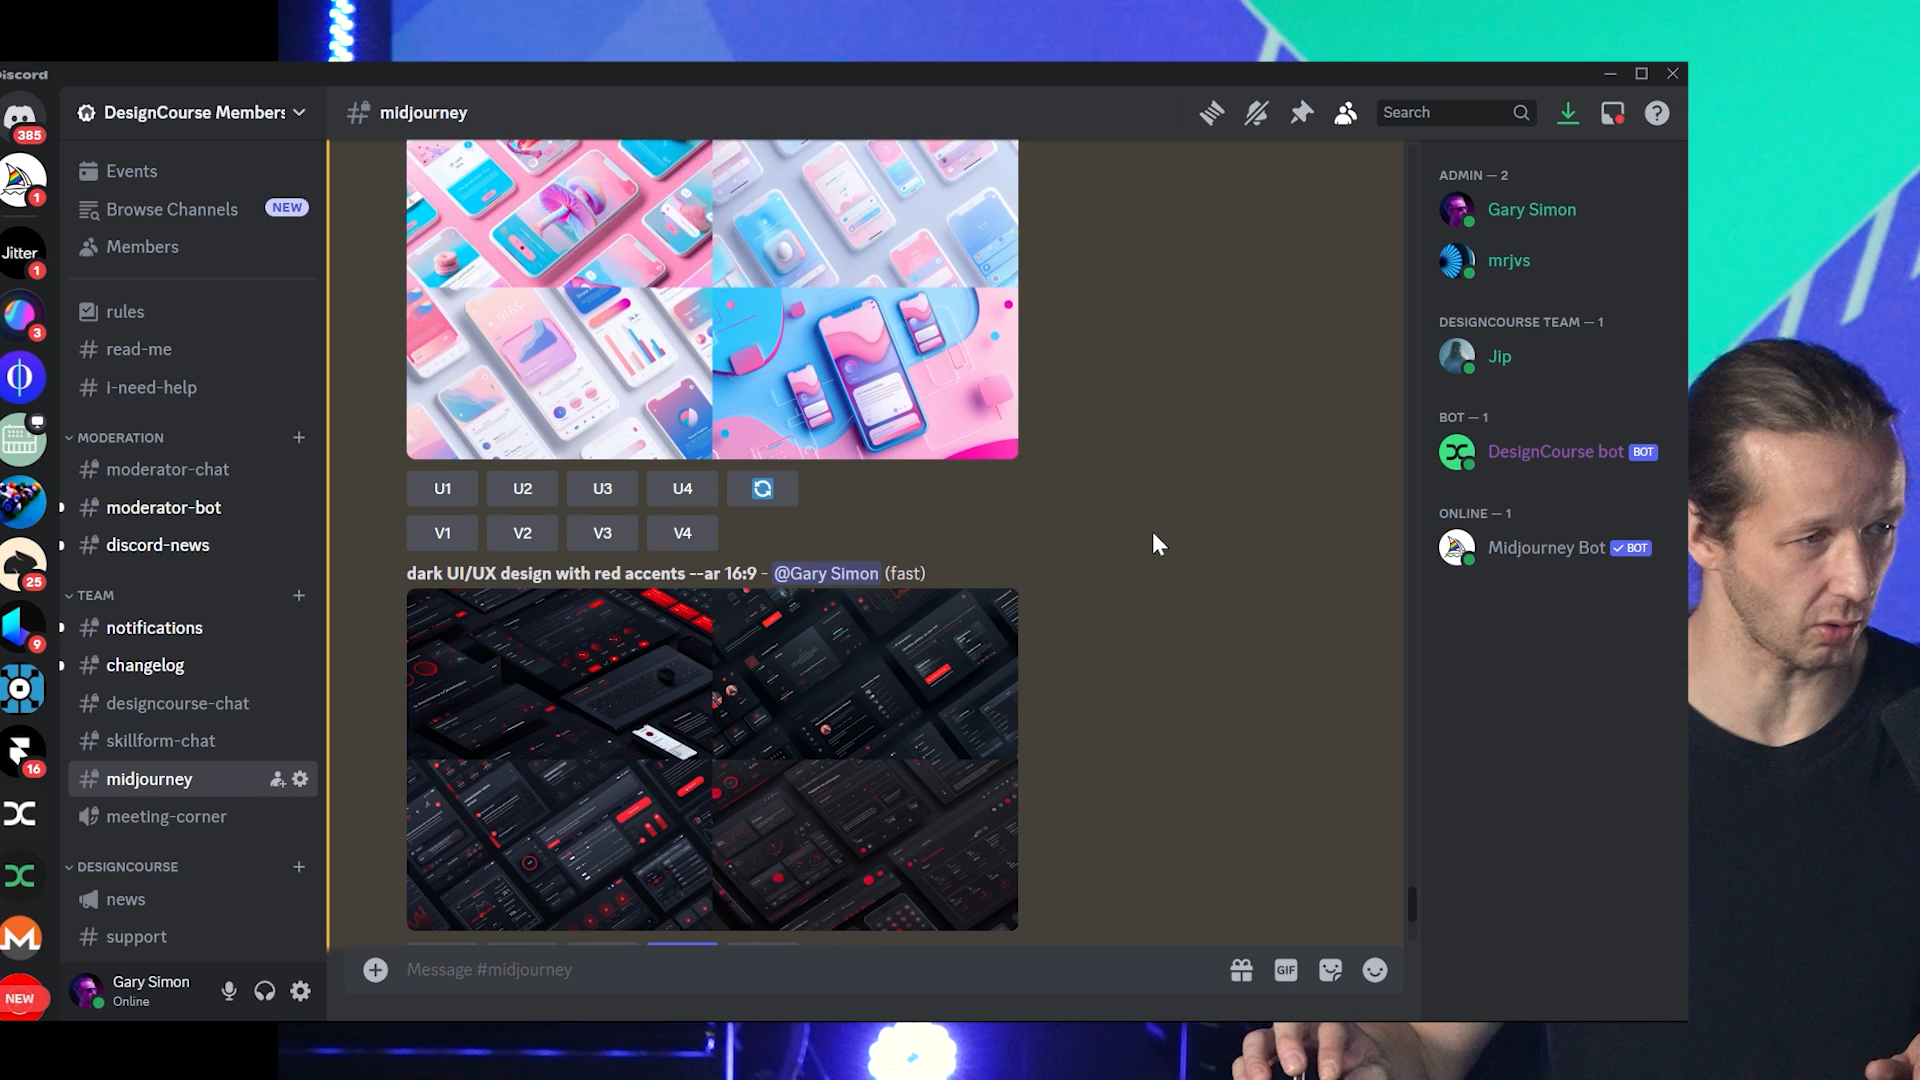 Discord
DesignCourse Members
midjourney
Search
385
1
Jitter
1
3
25
9
16
NEW
Events
Browse Channels
NEW
Members
rules
read-me
i-need-help
MODERATION
moderator-chat
moderator-bot
discord-news
TEAM
notifications
changelog
designcourse-chat
skillform-chat
midjourney
meeting-corner
DESIGNCOURSE
news
support
Gary Simon
Online
U1 U2 U3 U4
V1 V2 V3 V4
dark UI/UX design with red accents --ar 16:9 - @Gary Simon (fast)
Message #midjourney
GIF
ADMIN — 2
Gary Simon
mrjvs
DESIGNCOURSE TEAM — 1
Jip
BOT — 1
DesignCourse bot BOT
ONLINE — 1
Midjourney Bot BOT